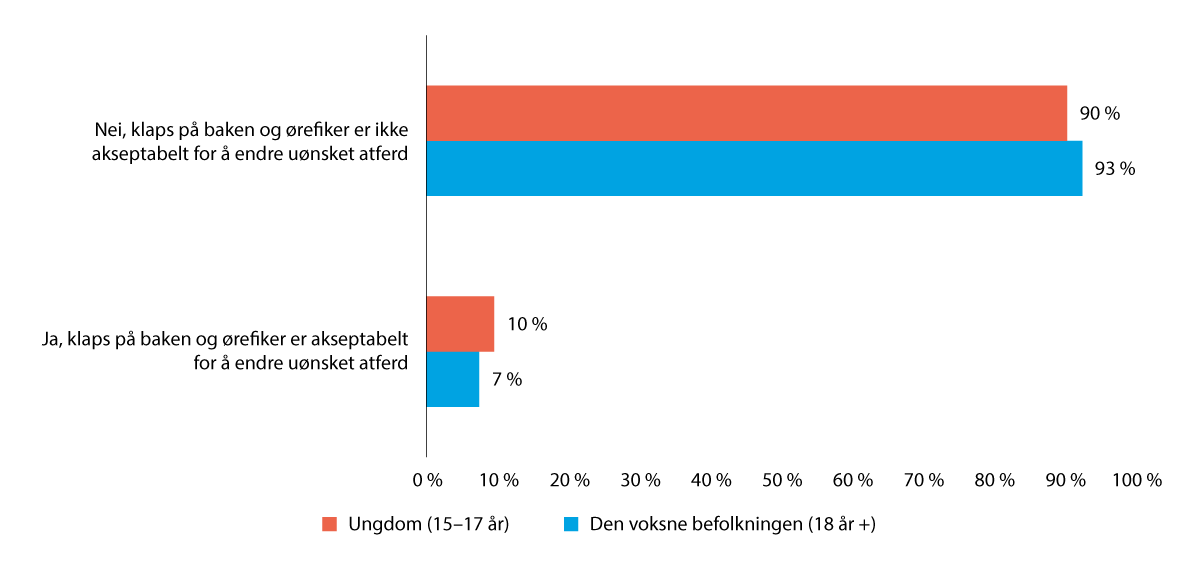 Nei, klaps på baken og ørefiker er ikke
akseptabelt for å endre uønsket atferd
90 %
93 %
Ja, klaps på baken og ørefiker er akseptabelt
for å endre uønsket atferd
10 %
7 %
0 % 10 % 20 % 30 % 40 % 50 % 60 % 70 % 80 % 90 % 100 %
Ungdom (15–17 år) Den voksne befolkningen (18 år +)